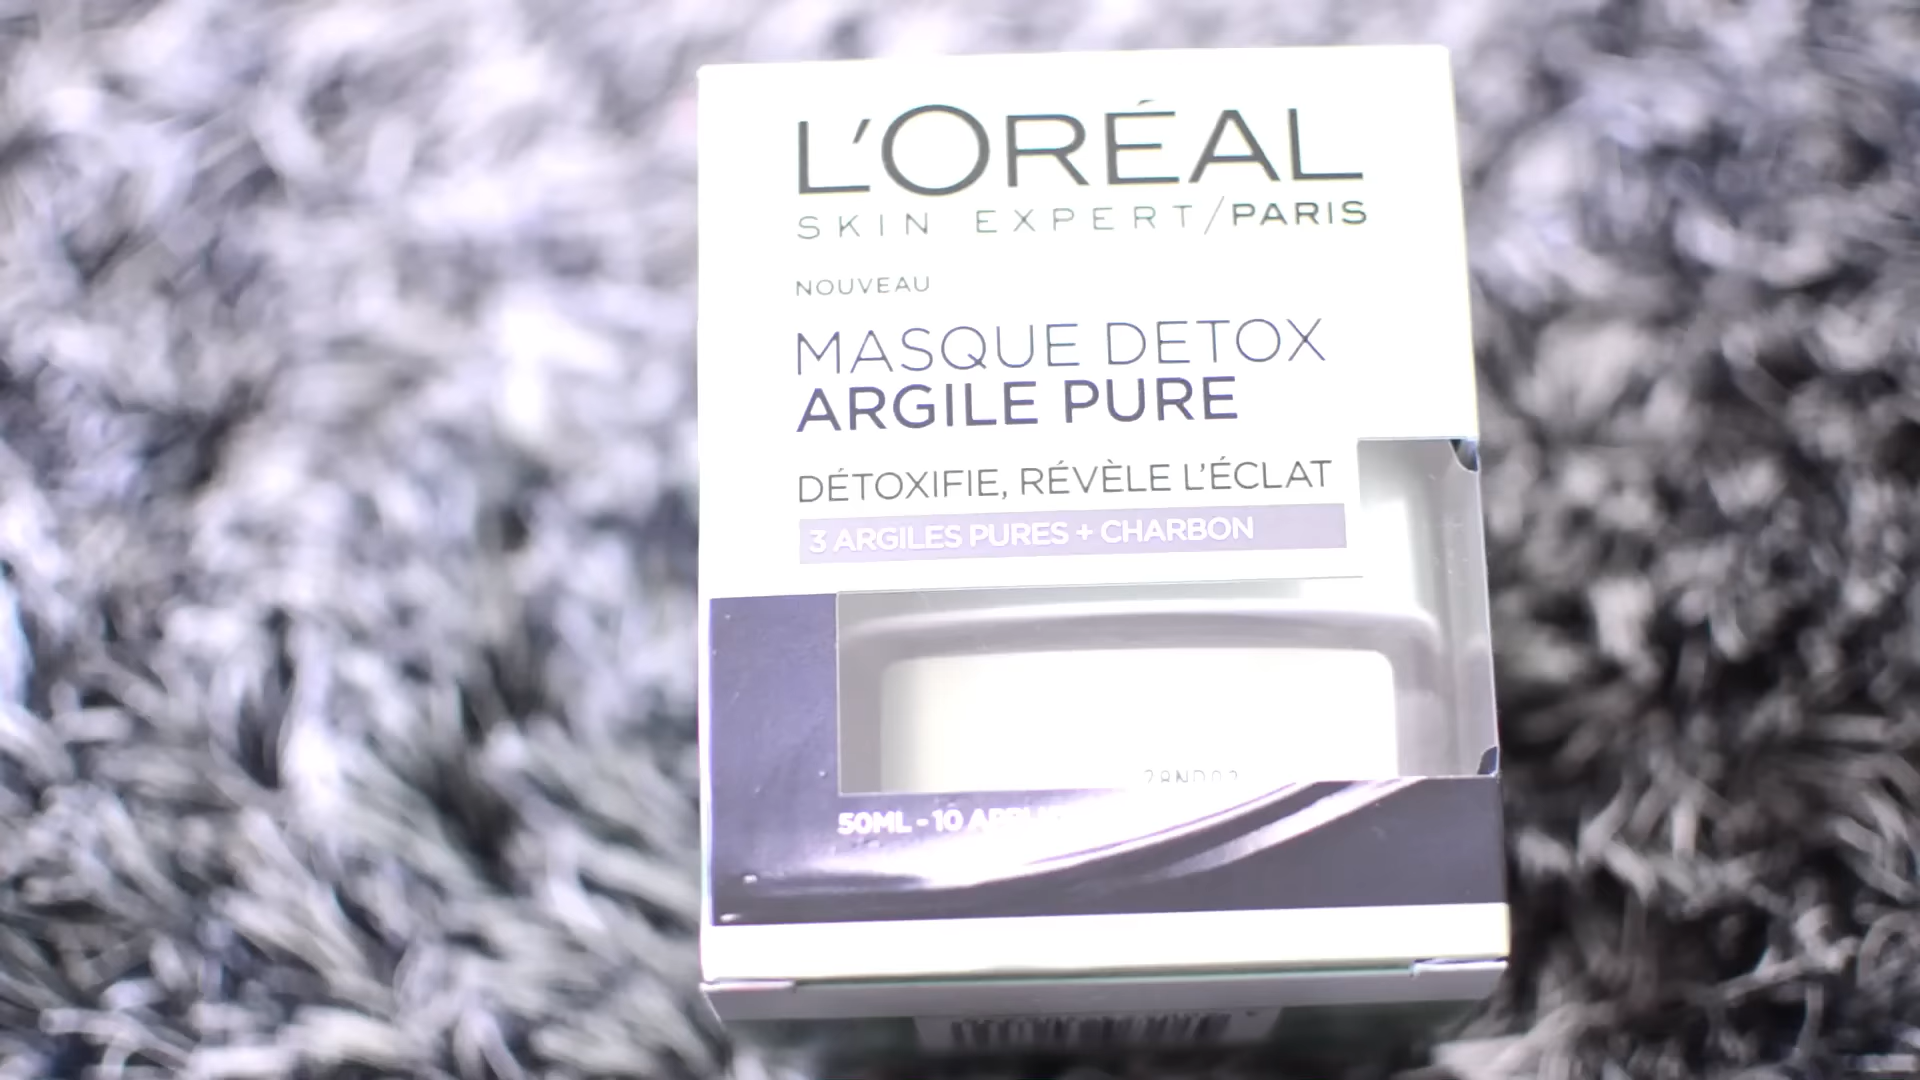 L'ORÉAL
SKIN EXPERT/PARIS
NOUVEAU
MASQUE DETOX
ARGILE PURE
DÉTOXIFIE, RÉVÈLE L'ÉCLAT
3 ARGILES PURES + CHARBON
50ML - 10